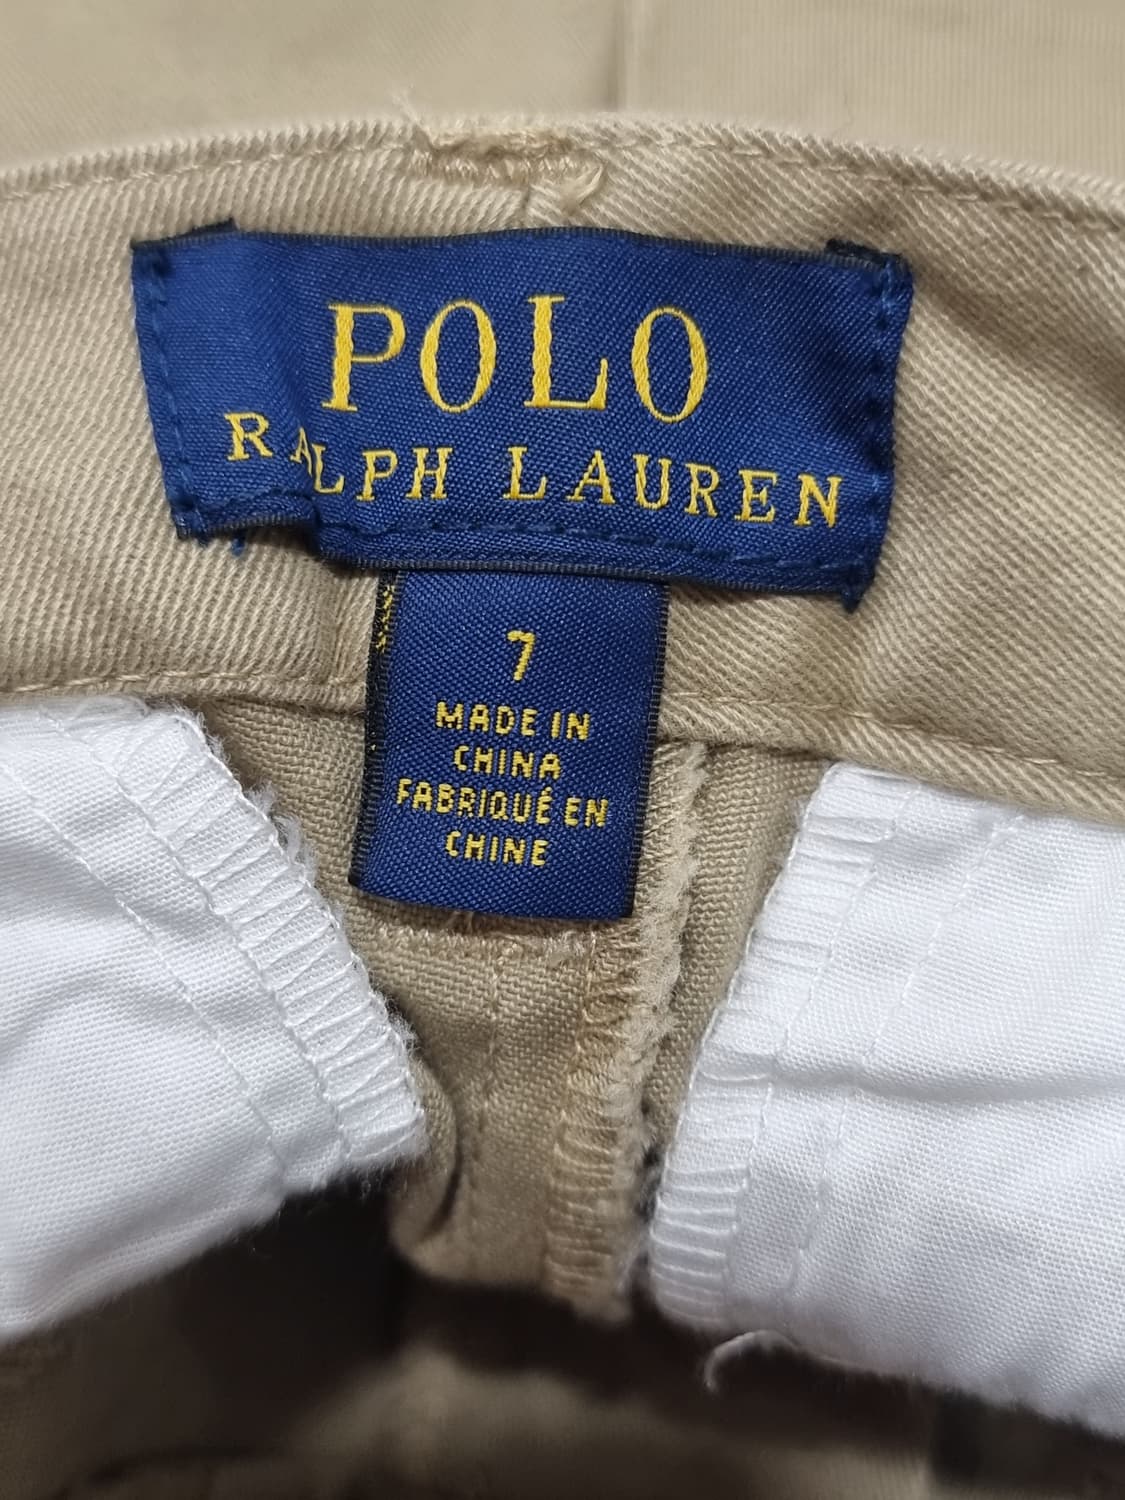 POLO
RALPH LAUREN
7
MADE IN
CHINA
FABRIQUÉ EN
CHINE